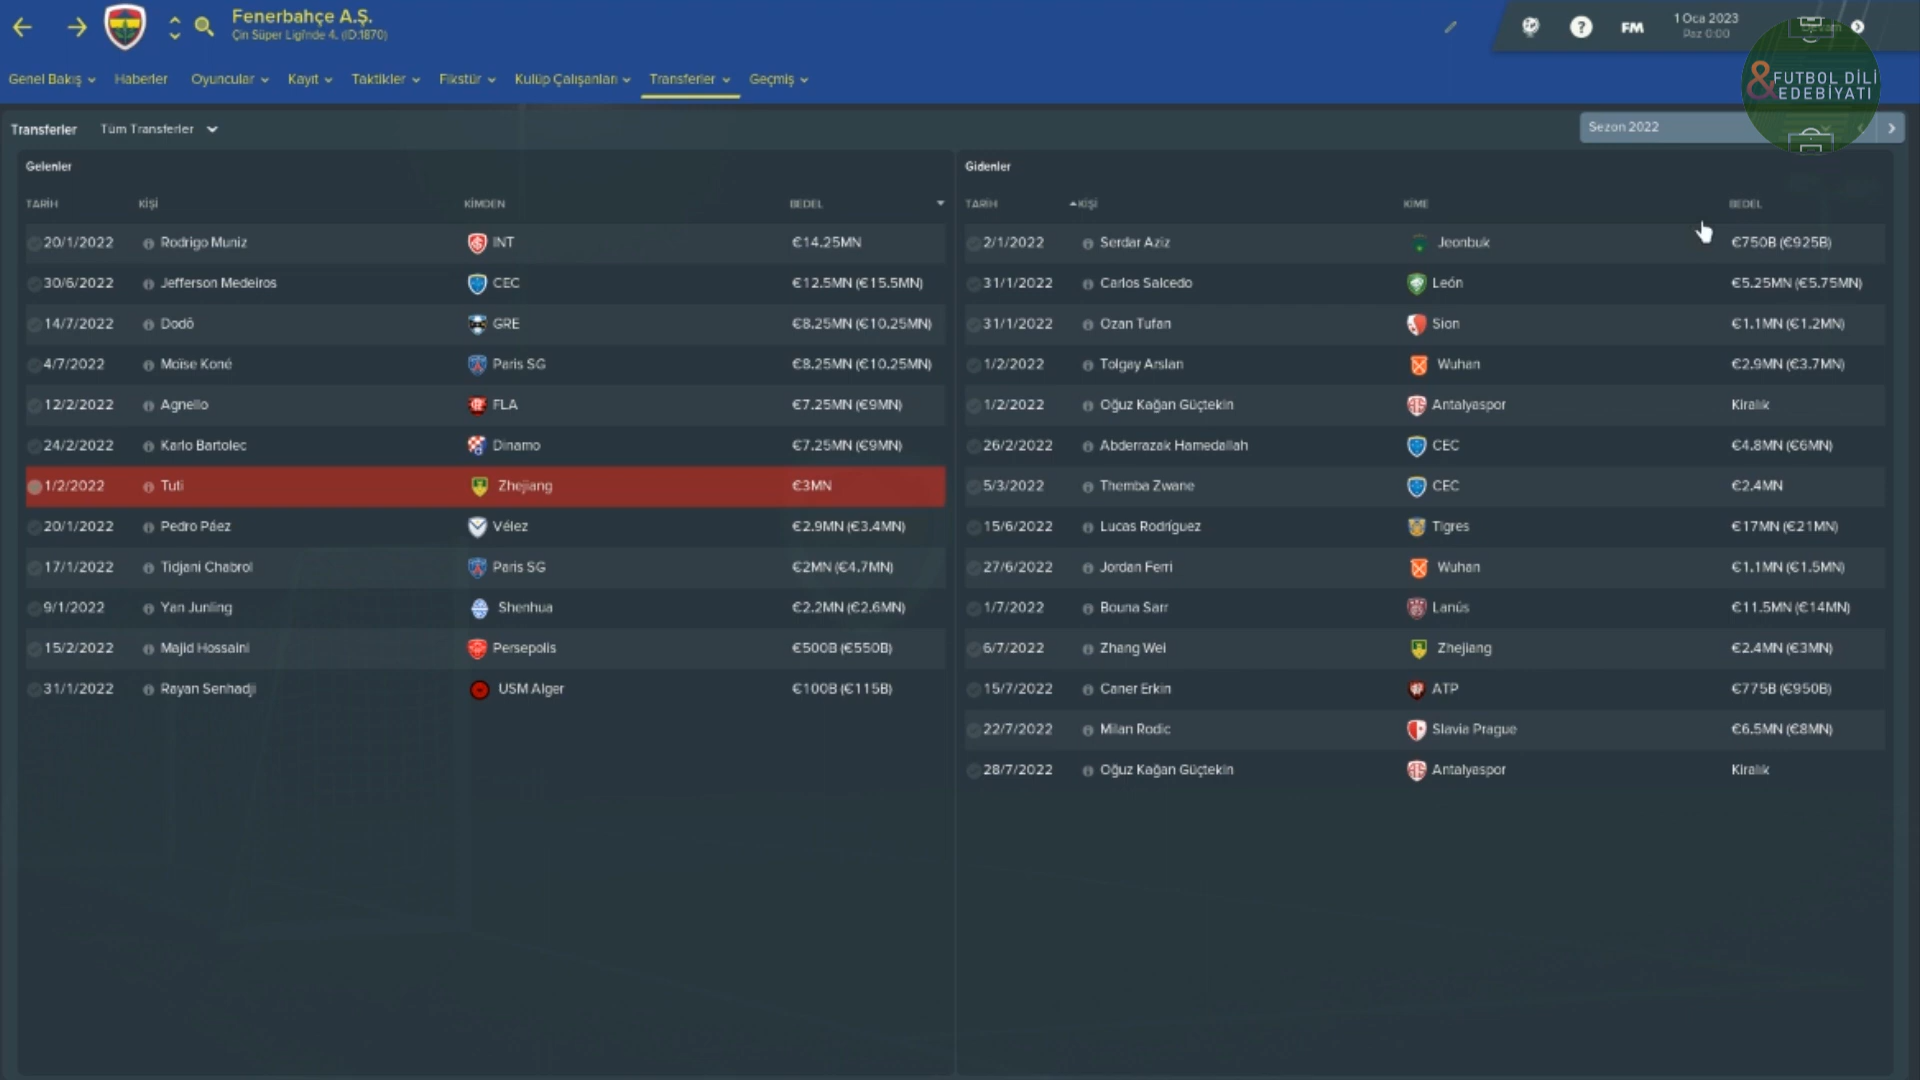 Fenerbahçe A.Ş.
Çin Süper Ligi'nde 4. (ID:1870)
FM
1 Oca 2023
Paz 0:00
Genel Bakış
Haberler
Oyuncular
Kayıt
Taktikler
Fikstür
Kulüp Çalışanları
Transferler
Geçmiş
FUTBOL DİLİ
& EDEBİYATI
Transferler
Tüm Transferler
Sezon 2022
Gelenler
TARİH KİŞİ KİMDEN BEDEL
20/1/2022 Rodrigo Muniz INT €14.25MN
30/6/2022 Jefferson Medeiros CEC €12.5MN (€15.5MN)
14/7/2022 Dodô GRE €8.25MN (€10.25MN)
4/7/2022 Moïse Koné Paris SG €8.25MN (€10.25MN)
12/2/2022 Agnello FLA €7.25MN (€9MN)
24/2/2022 Karlo Bartolec Dinamo €7.25MN (€9MN)
1/2/2022 Tuti Zhejiang €3MN
20/1/2022 Pedro Páez Vélez €2.9MN (€3.4MN)
17/1/2022 Tidjani Chabrol Paris SG €2MN (€4.7MN)
9/1/2022 Yan Junling Shenhua €2.2MN (€2.6MN)
15/2/2022 Majid Hossaini Persepolis €500B (€550B)
31/1/2022 Rayan Senhadji USM Alger €100B (€115B)
Gidenler
TARİH KİŞİ KİME BEDEL
2/1/2022 Serdar Aziz Jeonbuk €750B (€925B)
31/1/2022 Carlos Salcedo León €5.25MN (€5.75MN)
31/1/2022 Ozan Tufan Sion €1.1MN (€1.2MN)
1/2/2022 Tolgay Arslan Wuhan €2.9MN (€3.7MN)
1/2/2022 Oğuz Kağan Güçtekin Antalyaspor Kiralık
26/2/2022 Abderrazak Hamedallah CEC €4.8MN (€6MN)
5/3/2022 Themba Zwane CEC €2.4MN
15/6/2022 Lucas Rodríguez Tigres €17MN (€21MN)
27/6/2022 Jordan Ferri Wuhan €1.1MN (€1.5MN)
1/7/2022 Bouna Sarr Lanús €11.5MN (€14MN)
6/7/2022 Zhang Wei Zhejiang €2.4MN (€3MN)
15/7/2022 Caner Erkin ATP €775B (€950B)
22/7/2022 Milan Rodic Slavia Prague €6.5MN (€8MN)
28/7/2022 Oğuz Kağan Güçtekin Antalyaspor Kiralık